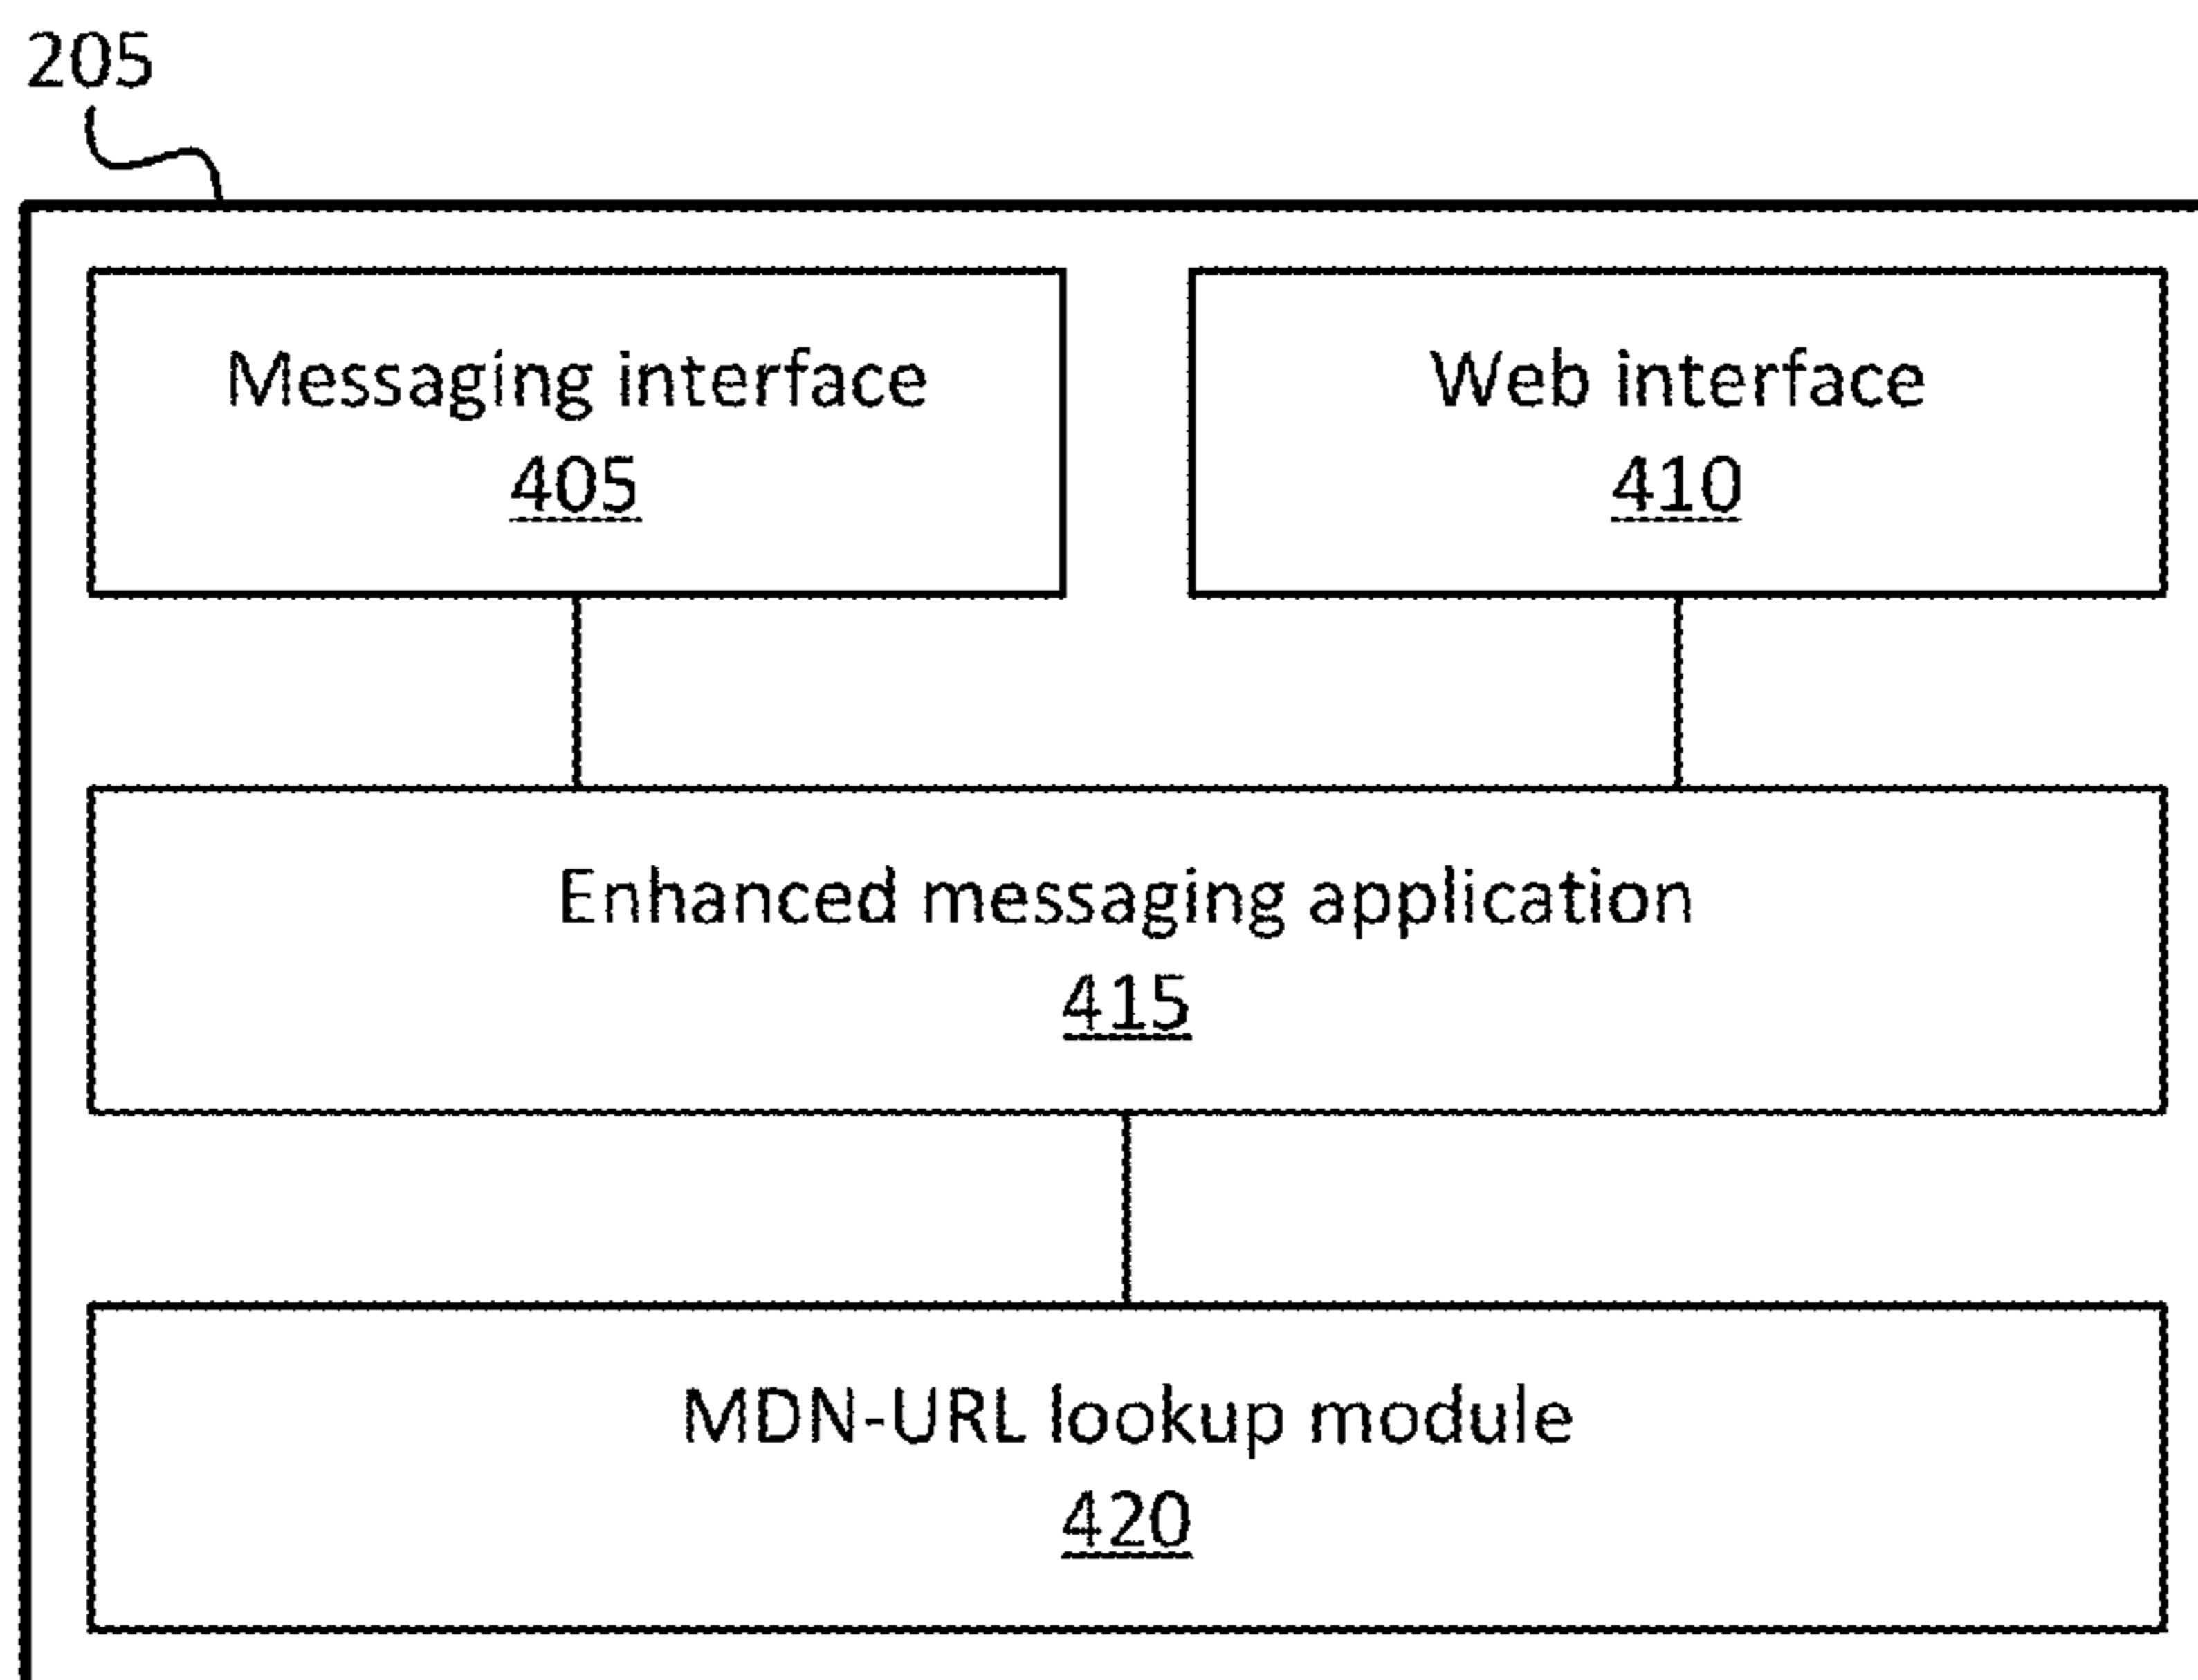 205
Messaging interface
405
Web interface
410
Enhanced messaging application
415
MDN-URL lookup module
420